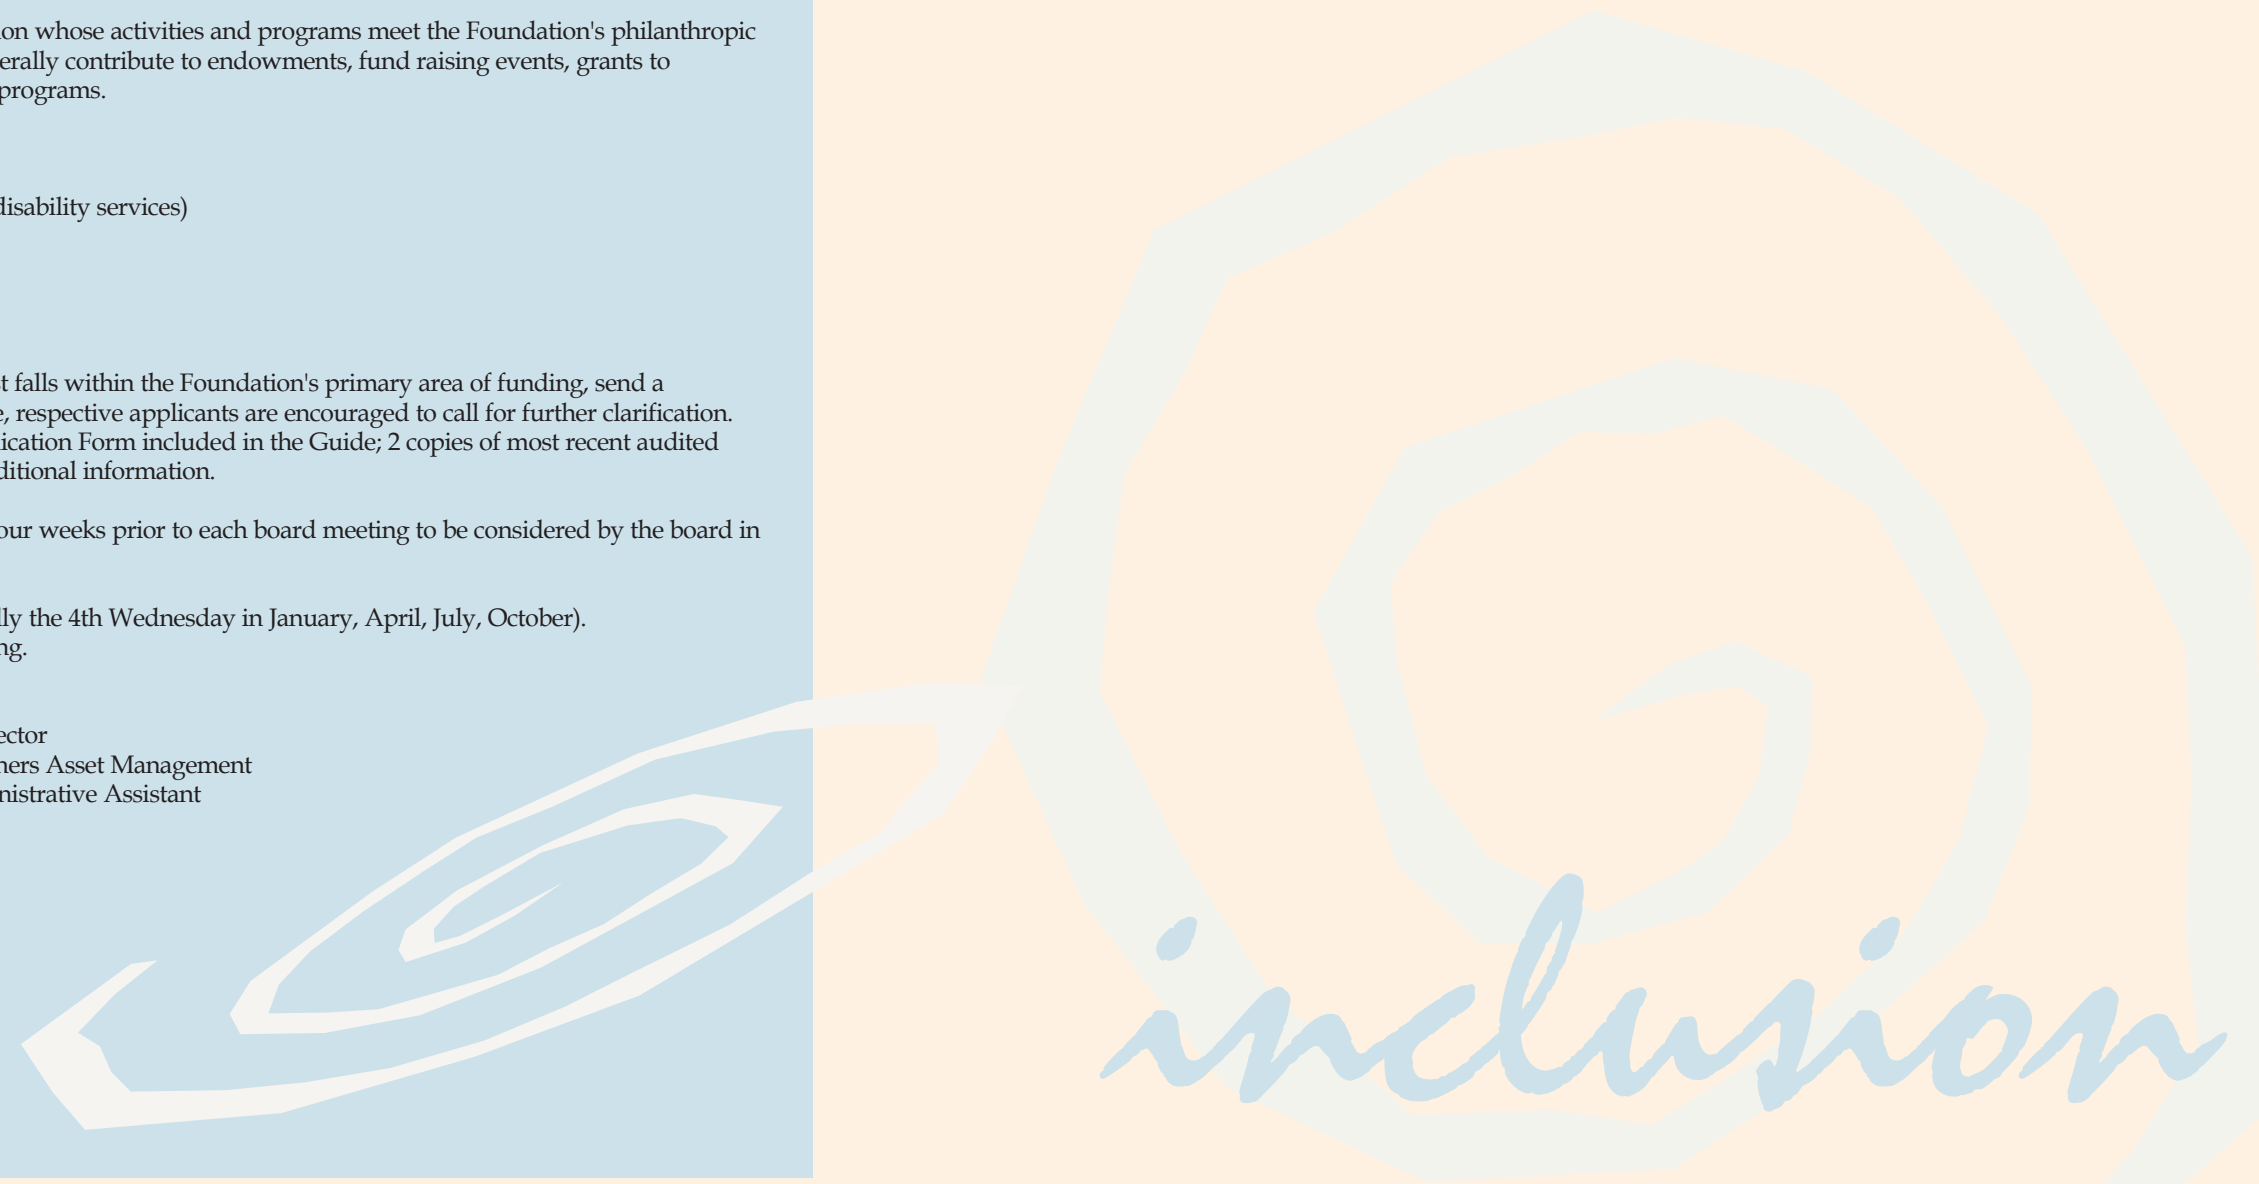 on whose activities and programs meet the Foundation's philanthropic
erally contribute to endowments, fund raising events, grants to
programs.
disability services)
t falls within the Foundation's primary area of funding, send a
e, respective applicants are encouraged to call for further clarification.
ication Form included in the Guide; 2 copies of most recent audited
ditional information.
our weeks prior to each board meeting to be considered by the board in
lly the 4th Wednesday in January, April, July, October).
ng.
ector
ners Asset Management
nistrative Assistant
inclusion